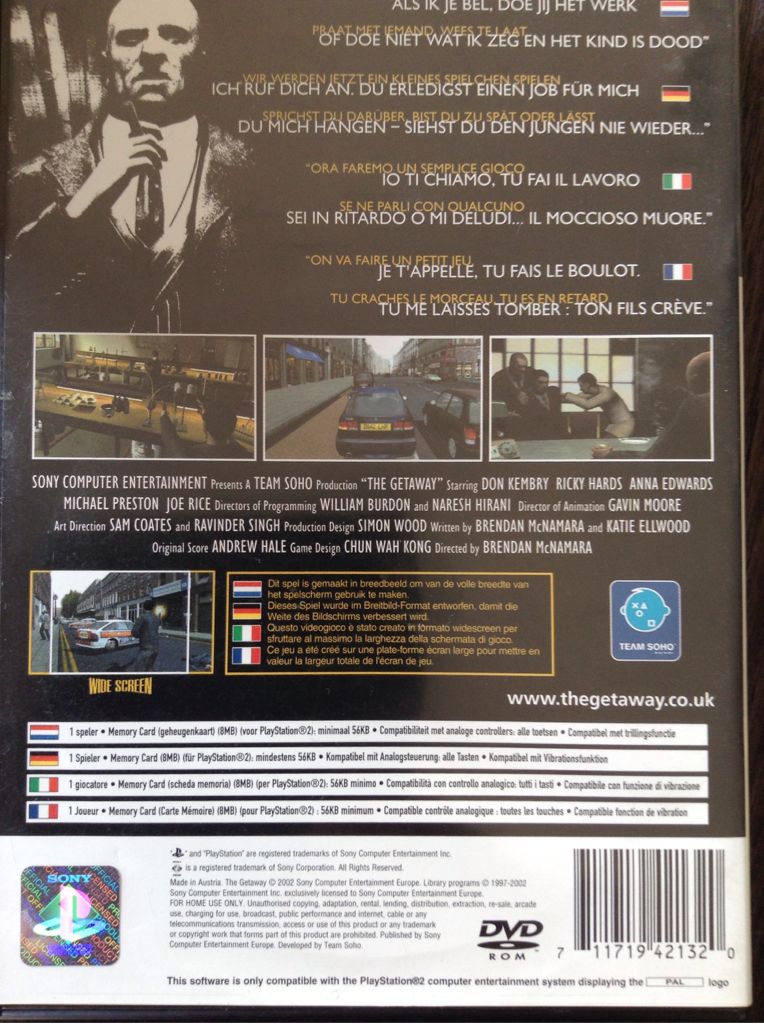 ALS IK JE BEL, DOE JIJ HET WERK
PRAAT MET IEMAND, WEES TE LAAT
OF DOE NIET WAT IK ZEG EN HET KIND IS DOOD"
WIR WERDEN JETZT EIN KLEINES SPIELCHEN SPIELEN
ICH RUF DICH AN. DU ERLEDIGST EINEN JOB FÜR MICH
SPRICHST DU DARÜBER, BIST DU ZU SPÄT ODER LÄSST
DU MICH HÄNGEN – SIEHST DU DEN JUNGEN NIE WIEDER..."
"ORA FAREMO UN SEMPLICE GIOCO
IO TI CHIAMO, TU FAI IL LAVORO
SE NE PARLI CON QUALCUNO
SEI IN RITARDO O MI DELUDI... IL MOCCIOSO MUORE."
"ON VA FAIRE UN PETIT JEU
JE T'APPELLE, TU FAIS LE BOULOT.
TU CRACHES LE MORCEAU, TU ES EN RETARD
TU ME LAISSES TOMBER : TON FILS CRÈVE."
SONY COMPUTER ENTERTAINMENT Presents A TEAM SOHO Production "THE GETAWAY" Starring DON KEMBRY RICKY HARDS ANNA EDWARDS
MICHAEL PRESTON JOE RICE Directors of Programming WILLIAM BURDON and NARESH HIRANI Director of Animation GAVIN MOORE
Art Direction SAM COATES and RAVINDER SINGH Production Design SIMON WOOD Written by BRENDAN McNAMARA and KATIE ELLWOOD
Original Score ANDREW HALE Game Design CHUN WAH KONG Directed by BRENDAN McNAMARA
Dit spel is gemaakt in breedbeeld om van de volle breedte van
het spelscherm gebruik te maken.
Dieses Spiel wurde im Breitbild-Format entworfen, damit die
Weite des Bildschirms verbessert wird.
Questo videogioco è stato creato in formato widescreen per
sfruttare al massimo la larghezza della schermata di gioco.
Ce jeu a été créé sur une plate-forme écran large pour mettre en
valeur la largeur totale de l'écran de jeu.
WIDE SCREEN
TEAM SOHO
www.thegetaway.co.uk
1 speler • Memory Card (geheugenkaart) (8MB) (voor PlayStation®2): minimaal 56KB • Compatibiliteit met analoge controllers: alle toetsen • Compatibel met trillingsfunctie
1 Spieler • Memory Card (8MB) (für PlayStation®2): mindestens 56KB • Kompatibel mit Analogsteuerung: alle Tasten • Kompatibel mit Vibrationsfunktion
1 giocatore • Memory Card (scheda memoria) (8MB) (per PlayStation®2): 56KB minimo • Compatibilità con controllo analogico: tutti i tasti • Compatibile con funzione di vibrazione
1 Joueur • Memory Card (Carte Mémoire) (8MB) (pour PlayStation®2) : 56KB minimum • Compatible contrôle analogique : toutes les touches • Compatible fonction de vibration
" " and "PlayStation" are registered trademarks of Sony Computer Entertainment Inc.
is a registered trademark of Sony Corporation. All Rights Reserved.
Made in Austria. The Getaway © 2002 Sony Computer Entertainment Europe. Library programs © 1997-2002
Sony Computer Entertainment Inc. exclusively licensed to Sony Computer Entertainment Europe.
FOR HOME USE ONLY. Unauthorised copying, adaptation, rental, lending, distribution, extraction, re-sale, arcade
use, charging for use, broadcast, public performance and internet, cable or any
telecommunications transmission, access or use of this product or any trademark
or copyright work that forms part of this product are prohibited. Published by Sony
Computer Entertainment Europe. Developed by Team Soho.
SONY
DVD
ROM
7 11719 42132 0
This software is only compatible with the PlayStation®2 computer entertainment system displaying the PAL logo